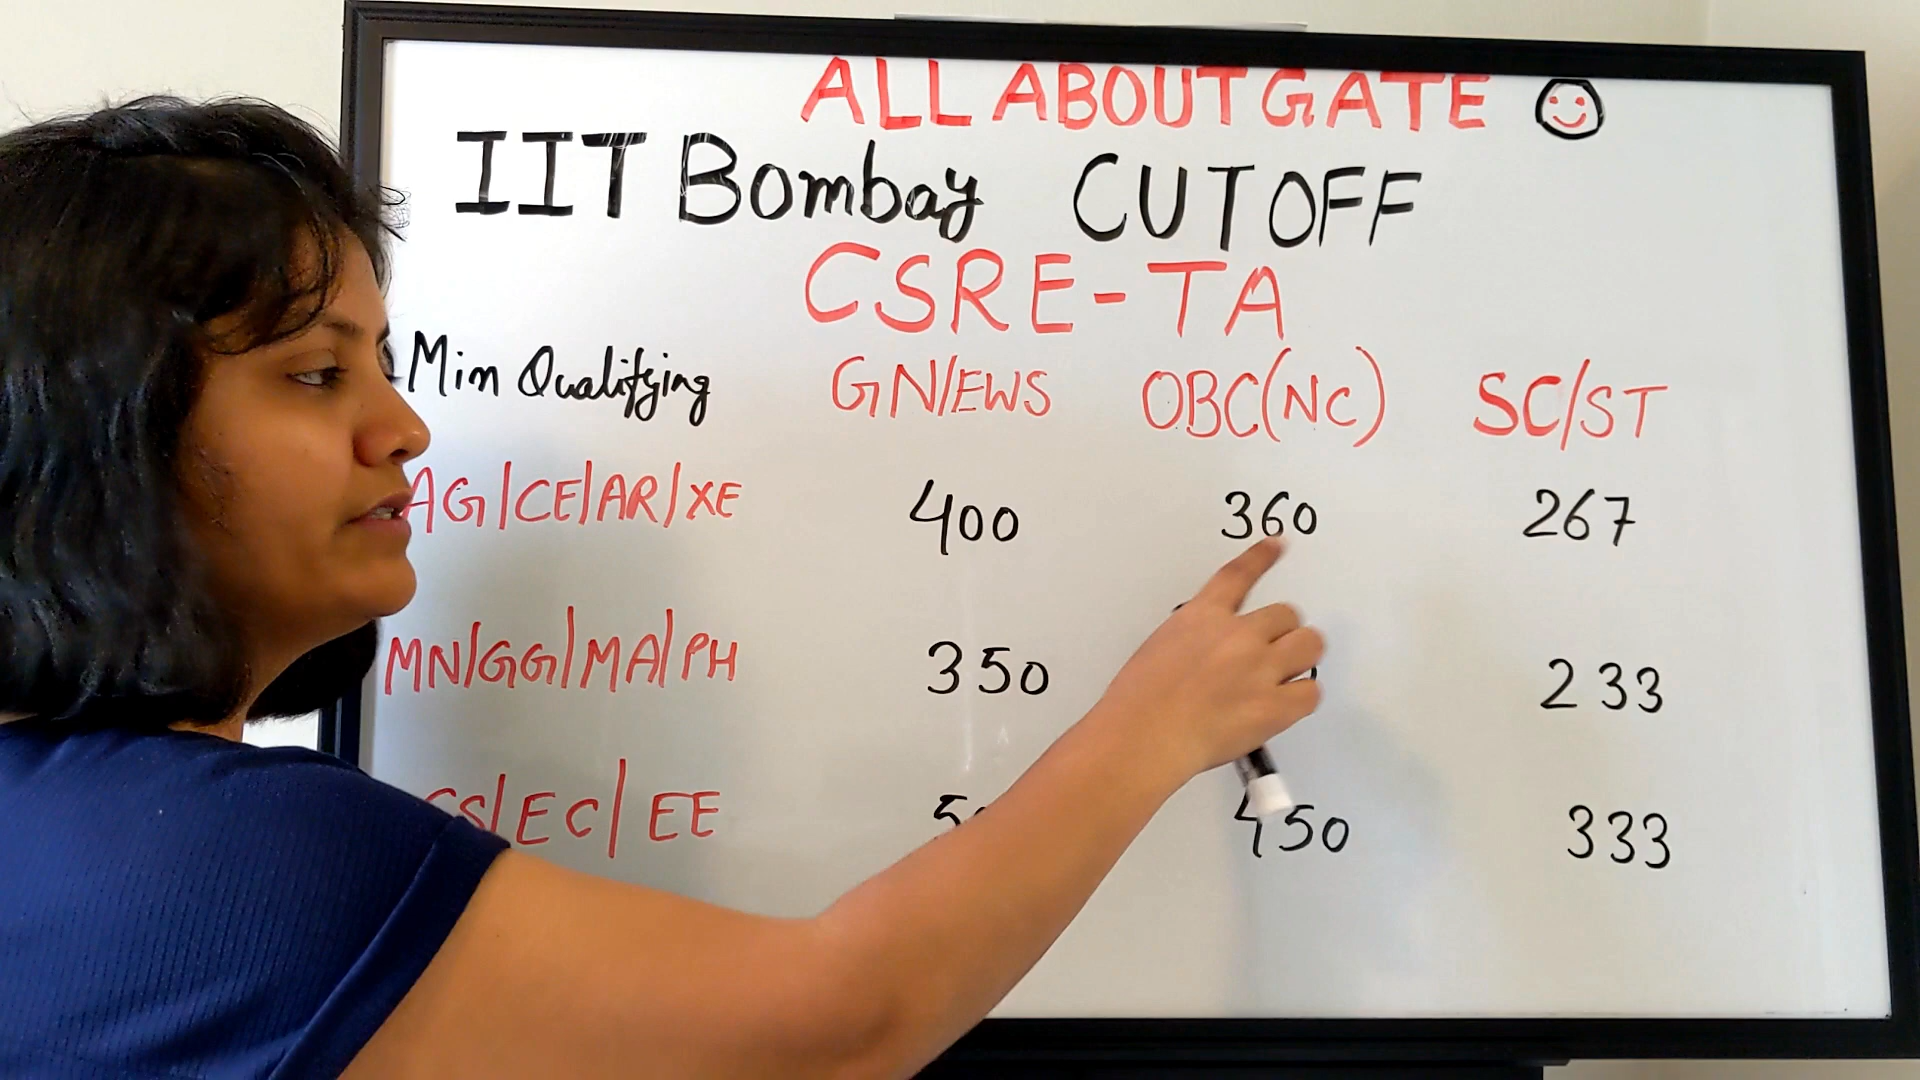 ALL ABOUT GATE
IIT Bombay CUTOFF
CSRE-TA
Min Qualifying GN/EWS OBC(NC) SC/ST
AG/CE/AR/XE 400 360 267
MN/GG/MA/PH 350 233
CS/EC/EE 450 333